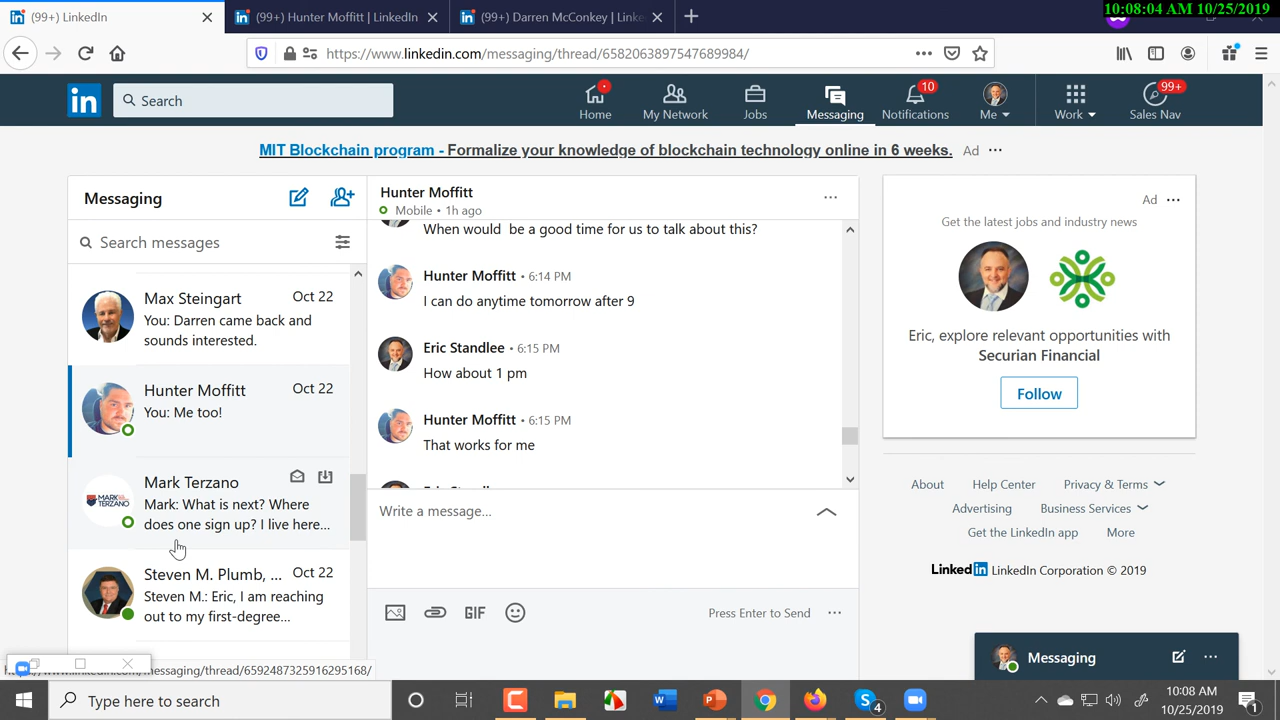 (99+) LinkedIn
(99+) Hunter Moffitt | LinkedIn
(99+) Darren McConkey | Linke
10:08:04 AM 10/25/2019
https://www.linkedin.com/messaging/thread/6582063897547689984/
in
Search
Home
My Network
Jobs
Messaging
10
Notifications
Me
Work
99+
Sales Nav
MIT Blockchain program - Formalize your knowledge of blockchain technology online in 6 weeks. Ad
Messaging
Search messages
Max Steingart
Oct 22
You: Darren came back and
sounds interested.
Hunter Moffitt
Oct 22
You: Me too!
MARK
TERZANO
Mark Terzano
Mark: What is next? Where
does one sign up? I live here...
Steven M. Plumb, ...
Oct 22
Steven M.: Eric, I am reaching
out to my first-degree...
Hunter Moffitt
Mobile • 1h ago
When would be a good time for us to talk about this?
Hunter Moffitt • 6:14 PM
I can do anytime tomorrow after 9
Eric Standlee • 6:15 PM
How about 1 pm
Hunter Moffitt • 6:15 PM
That works for me
Write a message...
GIF
Press Enter to Send
Ad
Get the latest jobs and industry news
Eric, explore relevant opportunities with
Securian Financial
Follow
About
Help Center
Privacy & Terms
Advertising
Business Services
Get the LinkedIn app
More
LinkedIn LinkedIn Corporation © 2019
Messaging
messaging/thread/6592487325916295168/
Type here to search
4
10:08 AM
10/25/2019
1